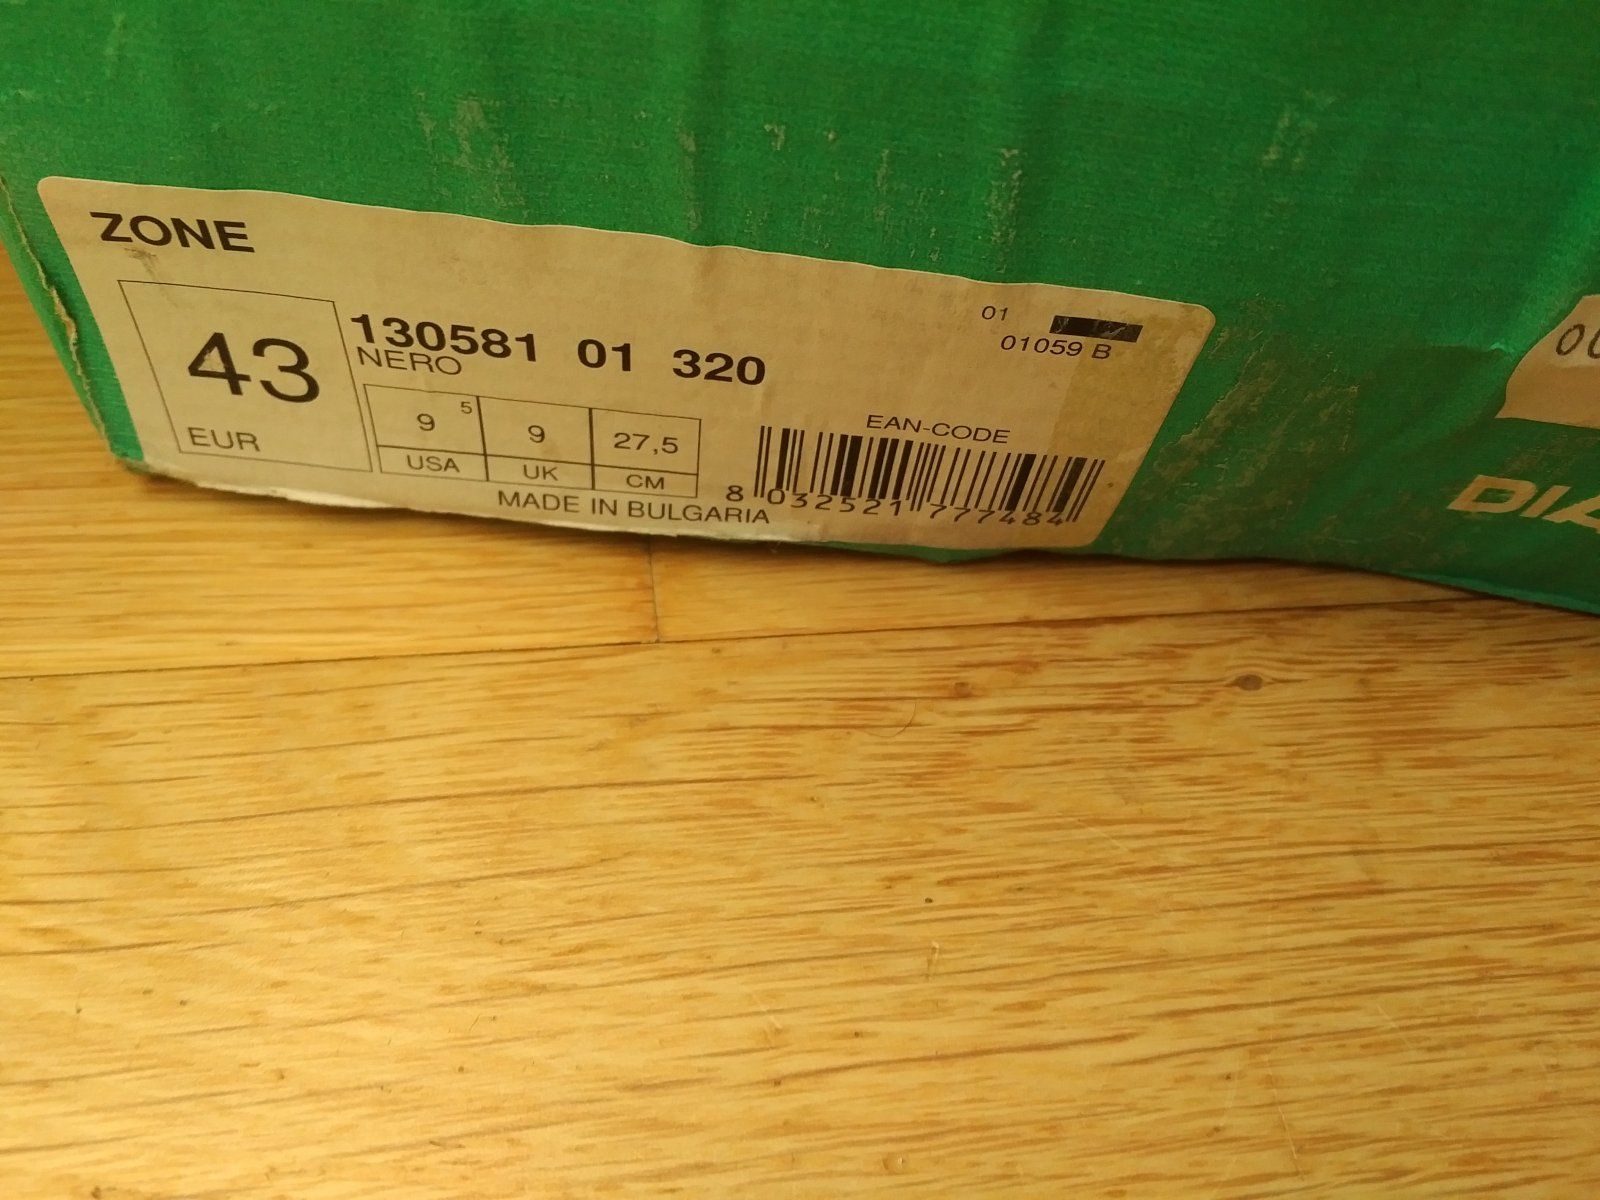 ZONE
01
01059 B
130581 01 320
43
NERO
EUR
9 5
9
27,5
USA
UK
CM
MADE IN BULGARIA
EAN-CODE
8 032521 777484